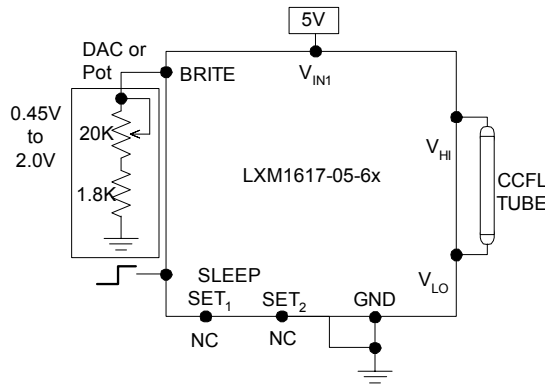 5V
DAC or
Pot
BRITE
V_IN1
0.45V
to
2.0V
20K
1.8K
LXM1617-05-6x
V_HI
CCFL
TUBE
V_LO
SLEEP
SET_1
SET_2
GND
NC
NC